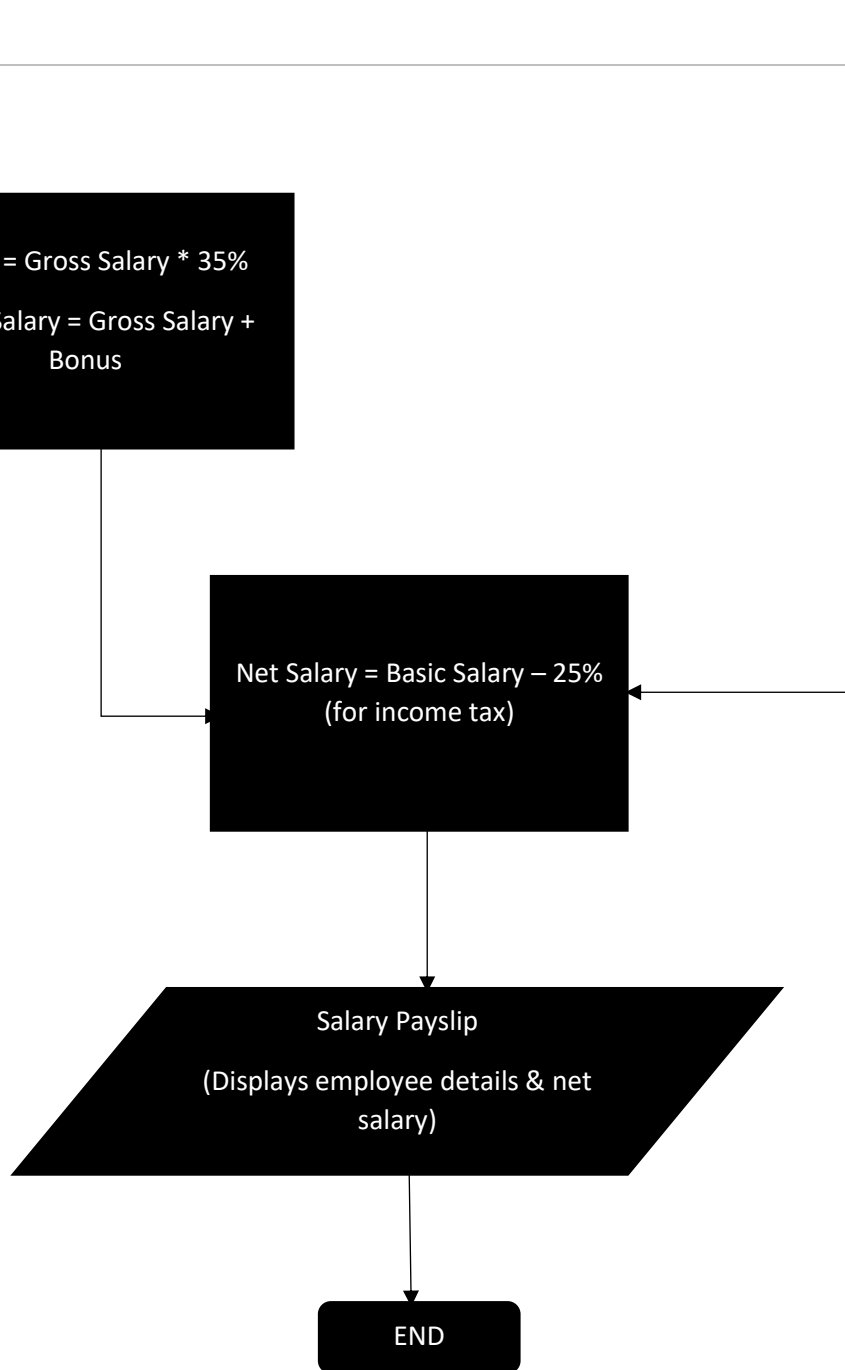 = Gross Salary * 35%
Salary = Gross Salary +
Bonus
Net Salary = Basic Salary – 25%
(for income tax)
Salary Payslip
(Displays employee details & net
salary)
END